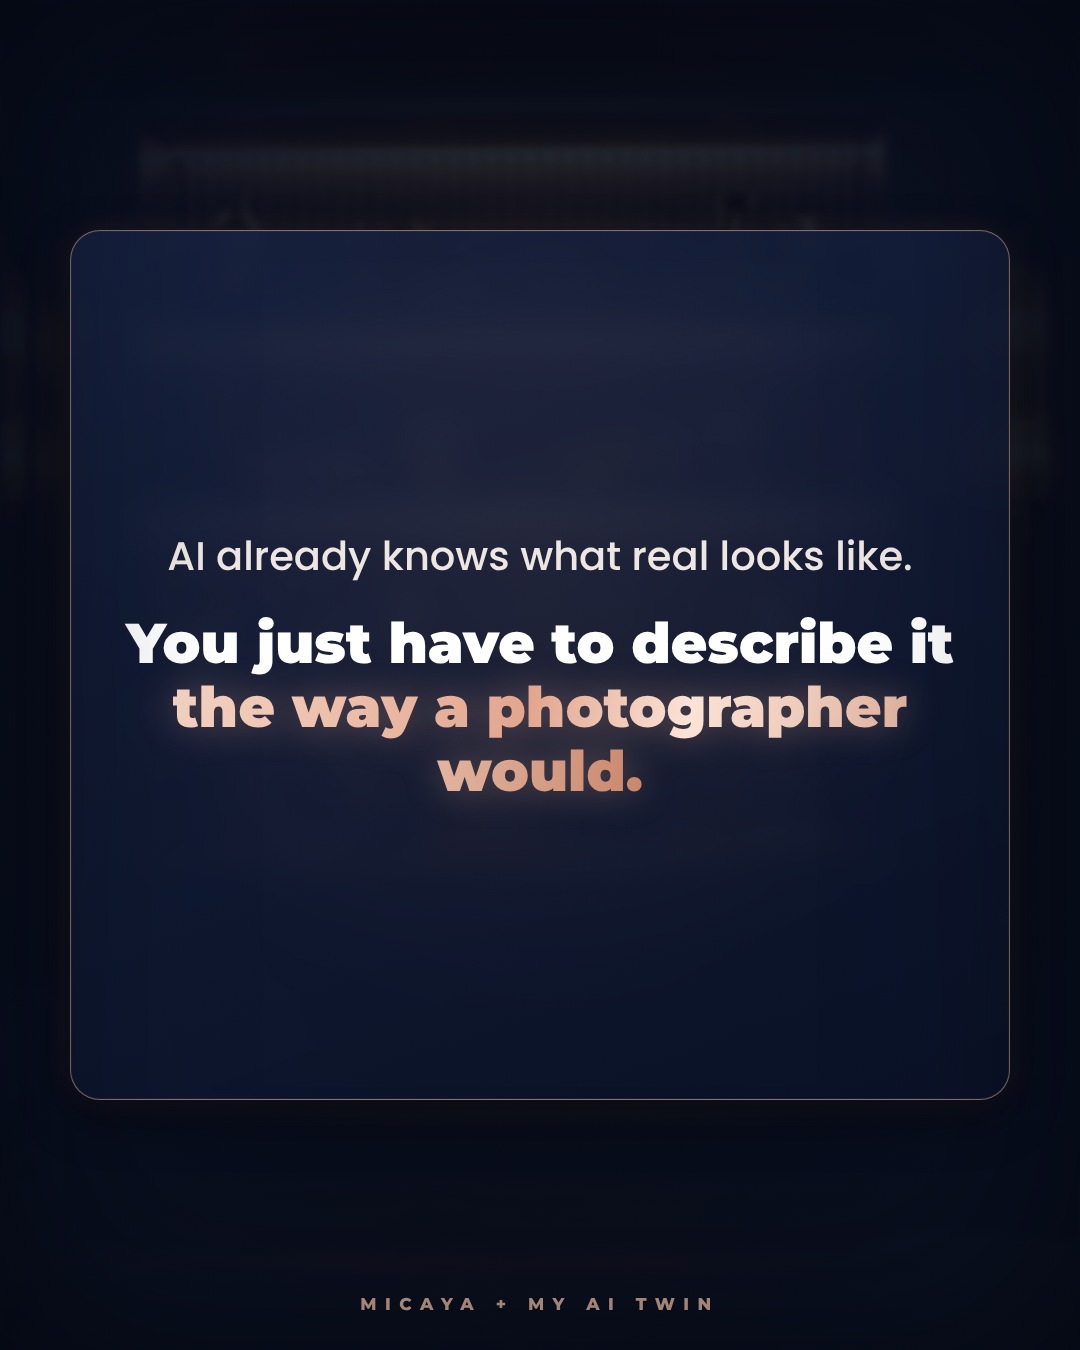 AI already knows what real looks like.
You just have to describe it
the way a photographer
would.
MICAYA + MY AI TWIN